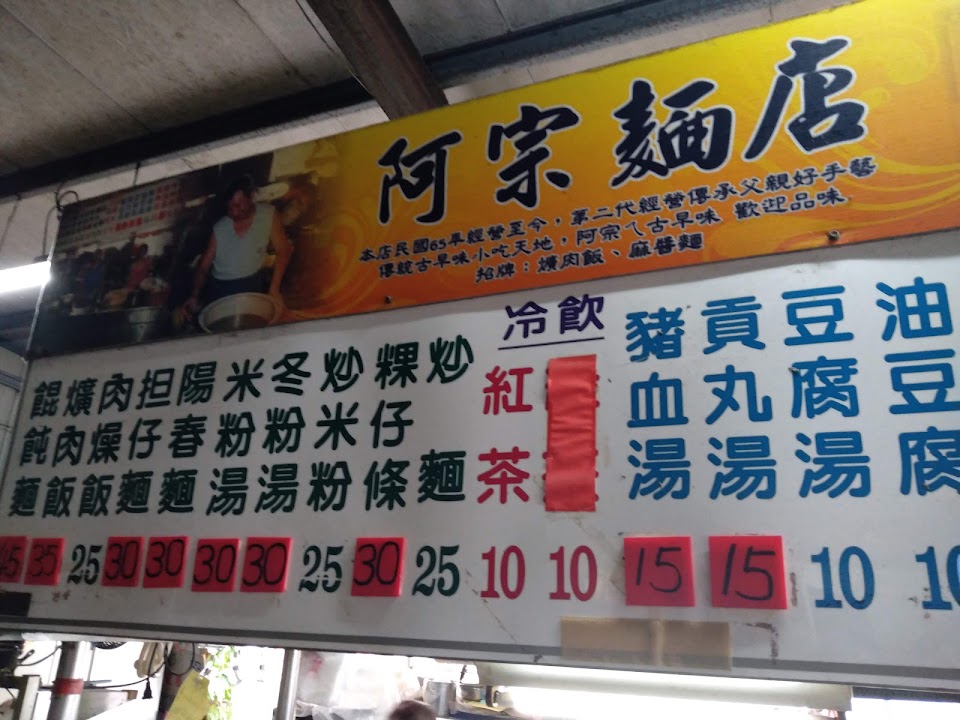 阿宗麵店
本店民國65年經營至今，第二代經營傳承父親好手藝
傳統古早味小吃天地，阿宗ㄟ古早味 歡迎品味
招牌：爌肉飯、麻醬麵
餛飩麵
45
爌肉飯
35
肉燥飯
25
担仔麵
30
陽春麵
30
米粉湯
30
冬粉湯
30
炒米粉
25
粿仔條
30
炒麵
25
冷飲
紅茶
10
10
豬血湯
15
貢丸湯
15
豆腐湯
10
油豆腐
10